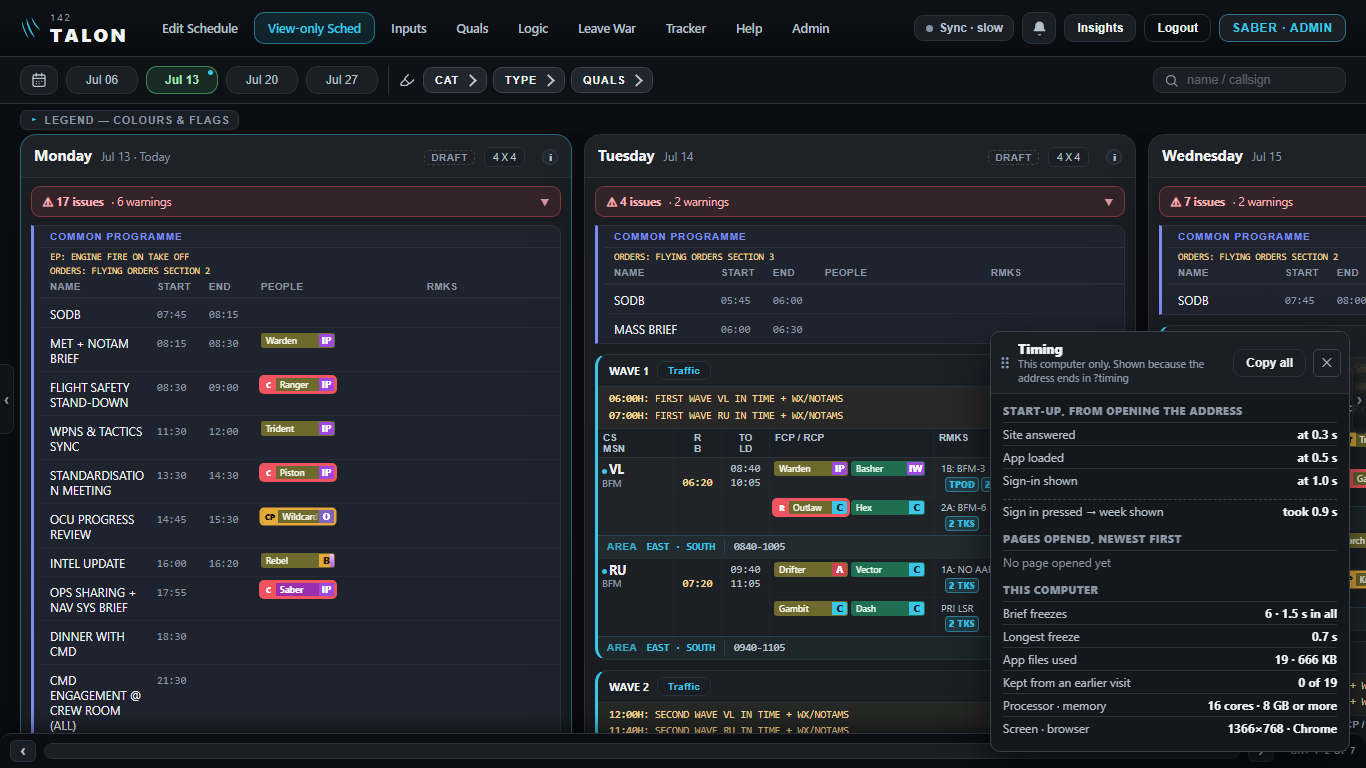 142
TALON
Edit Schedule
View-only Sched
Inputs
Quals
Logic
Leave War
Tracker
Help
Admin
Sync · slow
Insights
Logout
SABER · ADMIN
Jul 06
Jul 13
Jul 20
Jul 27
CAT
TYPE
QUALS
name / callsign
LEGEND — COLOURS & FLAGS
Monday Jul 13 · Today
DRAFT
4X4
i
17 issues · 6 warnings
COMMON PROGRAMME
EP: ENGINE FIRE ON TAKE OFF
ORDERS: FLYING ORDERS SECTION 2
NAME START END PEOPLE RMKS
SODB 07:45 08:15
MET + NOTAM 08:15 08:30 Warden IP
BRIEF
FLIGHT SAFETY 08:30 09:00 C Ranger IP
STAND-DOWN
WPNS & TACTICS 11:30 12:00 Trident IP
SYNC
STANDARDISATIO 13:30 14:30 C Piston IP
N MEETING
OCU PROGRESS 14:45 15:30 CP Wildcard O
REVIEW
INTEL UPDATE 16:00 16:20 Rebel B
OPS SHARING + 17:55 C Saber IP
NAV SYS BRIEF
DINNER WITH 18:30
CMD
CMD 21:30
ENGAGEMENT @
CREW ROOM
(ALL)
Tuesday Jul 14
DRAFT
4X4
i
4 issues · 2 warnings
COMMON PROGRAMME
ORDERS: FLYING ORDERS SECTION 3
NAME START END PEOPLE RMKS
SODB 05:45 06:00
MASS BRIEF 06:00 06:30
WAVE 1 Traffic
06:00H: FIRST WAVE VL IN TIME + WX/NOTAMS
07:00H: FIRST WAVE RU IN TIME + WX/NOTAMS
CS R TO FCP / RCP RMKS
MSN B LD
VL 08:40 Warden IP Basher IW 1B: BFM-3
BFM 06:20 10:05 TPOD 2
R Outlaw C Hex C 2A: BFM-6
2 TKS
AREA EAST · SOUTH 0840-1005
RU 09:40 Drifter A Vector C 1A: NO AA
BFM 07:20 11:05 2 TKS
Gambit C Dash C PRI LSR
2 TKS
AREA EAST · SOUTH 0940-1105
WAVE 2 Traffic
12:00H: SECOND WAVE VL IN TIME + WX/NOTAMS
11:40H: SECOND WAVE RU IN TIME + WX/NOTAMS
Wednesday Jul 15
7 issues · 2 warnings
COMMON PROGRAMME
ORDERS: FLYING ORDERS SECTION 2
NAME START END
SODB 07:45 08:00
Timing
This computer only. Shown because the
address ends in ?timing
Copy all
START-UP, FROM OPENING THE ADDRESS
Site answered at 0.3 s
App loaded at 0.5 s
Sign-in shown at 1.0 s
Sign in pressed → week shown took 0.9 s
PAGES OPENED, NEWEST FIRST
No page opened yet
THIS COMPUTER
Brief freezes 6 · 1.5 s in all
Longest freeze 0.7 s
App files used 19 · 666 KB
Kept from an earlier visit 0 of 19
Processor · memory 16 cores · 8 GB or more
Screen · browser 1366×768 · Chrome